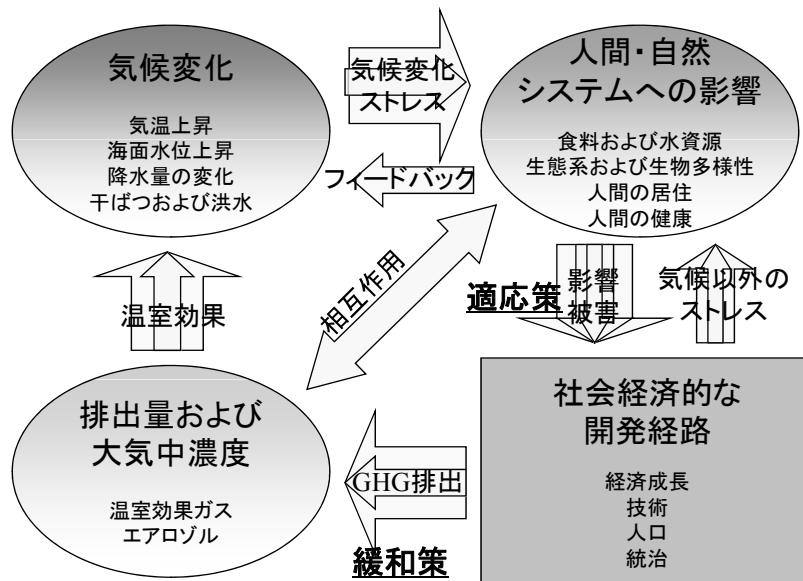 気候変化
気温上昇
海面水位上昇
降水量の変化
干ばつおよび洪水
気候変化
ストレス
フィードバック
人間・自然
システムへの影響
食料および水資源
生態系および生物多様性
人間の居住
人間の健康
温室効果
相互作用
適応策
影響
被害
気候以外の
ストレス
排出量および
大気中濃度
温室効果ガス
エアロゾル
GHG排出
緩和策
社会経済的な
開発経路
経済成長
技術
人口
統治